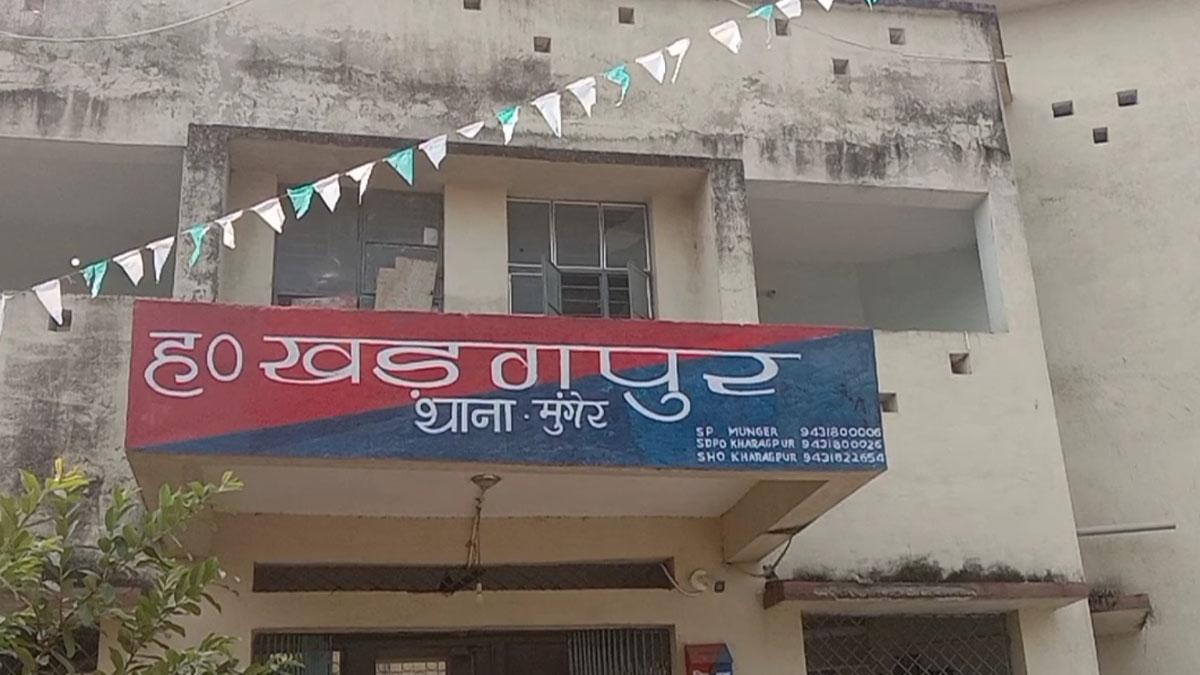 ह० खड़गपुर
थाना · मुंगेर
SP MUNGER 9431800006
SDPO KHARAGPUR 9431800026
SHO KHARAGPUR 9431822654